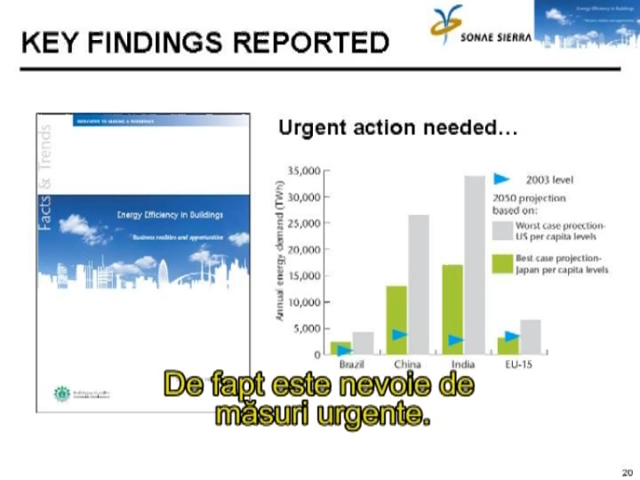 KEY FINDINGS REPORTED
SONAE SIERRA
Energy Efficiency in Buildings
Urgent action needed…
Facts & Trends
Energy Efficiency in Buildings
Business realities and opportunities
Annual energy demand (TWh)
35,000
30,000
25,000
20,000
15,000
10,000
5,000
0
Brazil China India EU-15
2003 level
2050 projection
based on:
Worst case proection-
US per capita levels
Best case projection-
Japan per capita levels
De fapt este nevoie de
măsuri urgente.
20